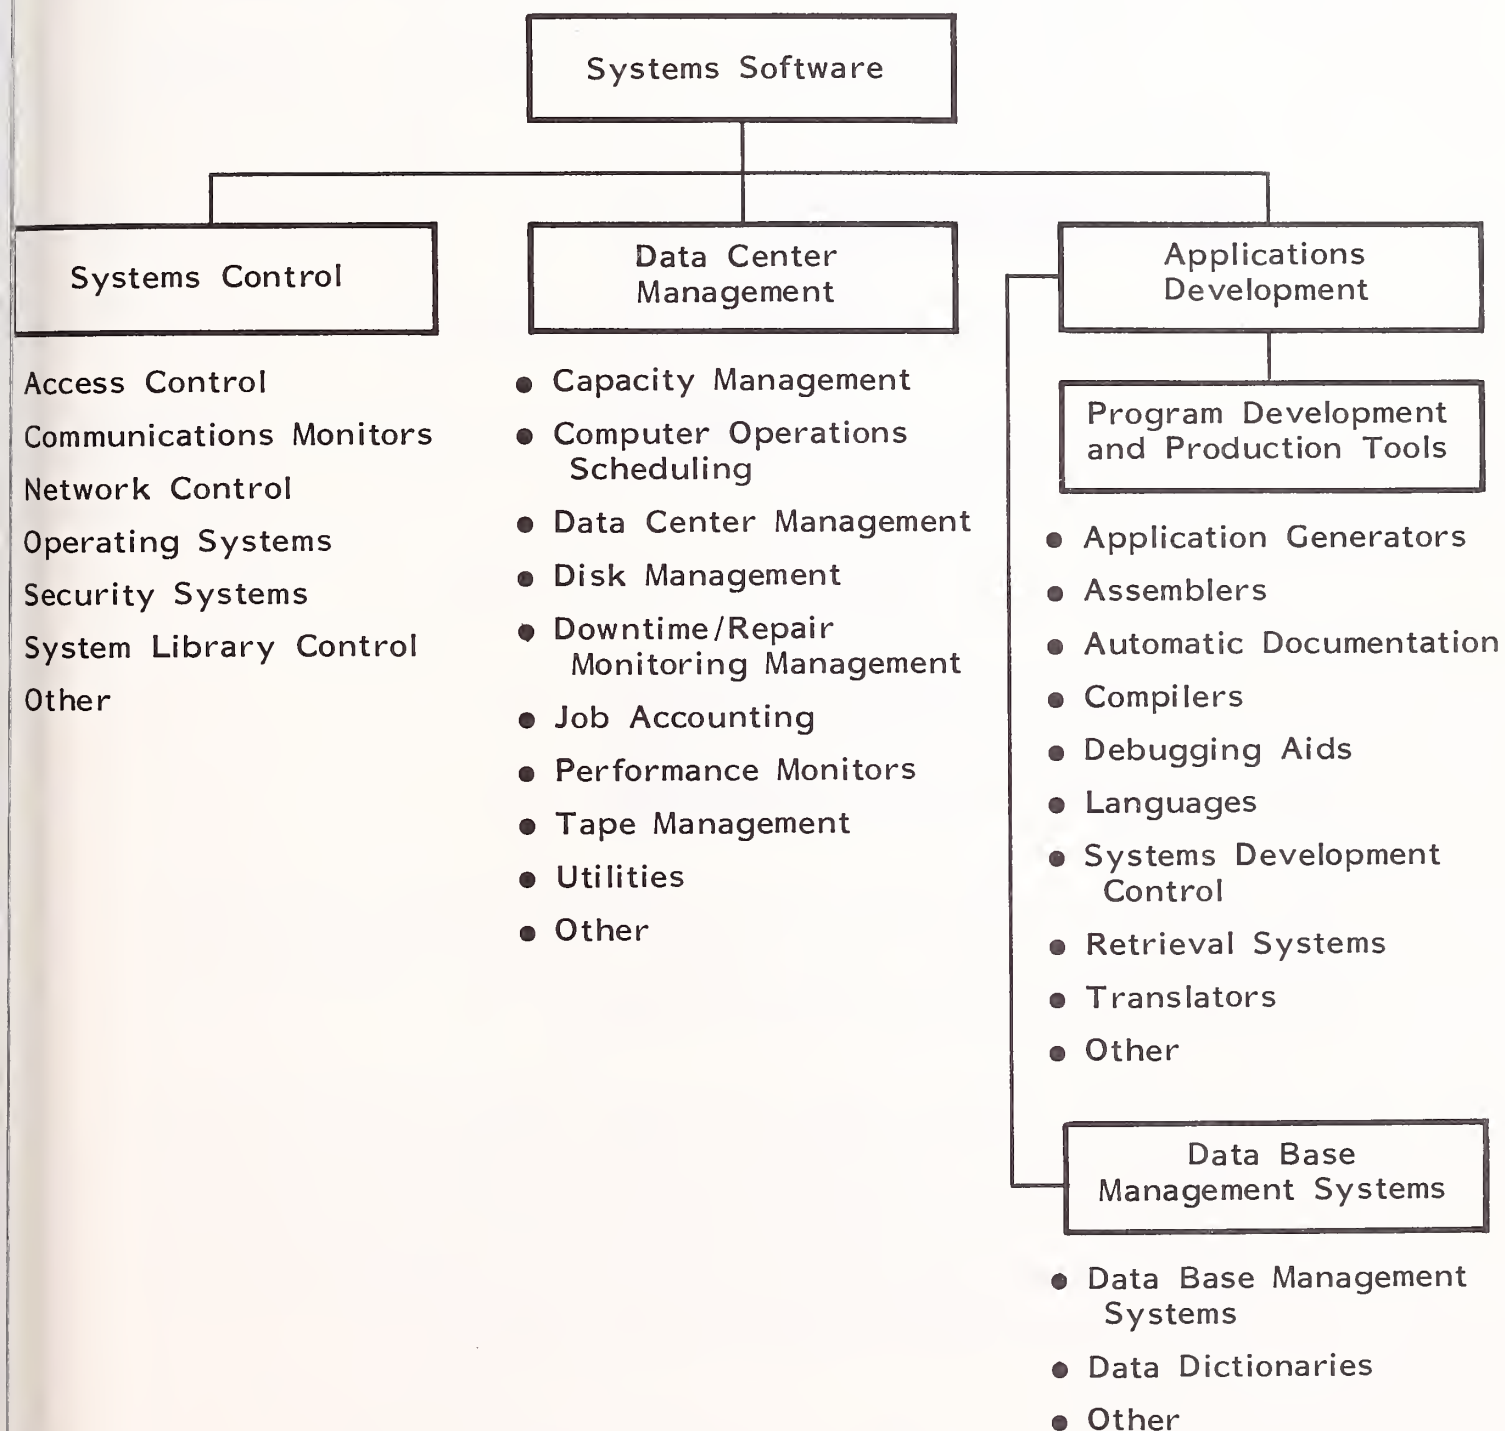 Systems Software
Systems Control
Access Control
Communications Monitors
Network Control
Operating Systems
Security Systems
System Library Control
Other
Data Center
Management
• Capacity Management
• Computer Operations
Scheduling
• Data Center Management
• Disk Management
• Downtime/Repair
Monitoring Management
• Job Accounting
• Performance Monitors
• Tape Management
• Utilities
• Other
Applications
Development
Program Development
and Production Tools
• Application Generators
• Assemblers
• Automatic Documentation
• Compilers
• Debugging Aids
• Languages
• Systems Development
Control
• Retrieval Systems
• Translators
• Other
Data Base
Management Systems
• Data Base Management
Systems
• Data Dictionaries
• Other